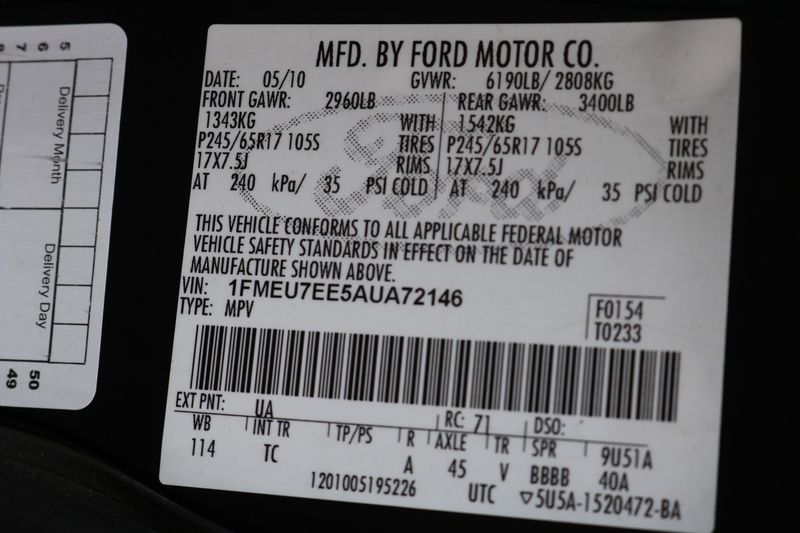 MFD. BY FORD MOTOR CO.
DATE: 05/10 GVWR: 6190LB/ 2808KG
FRONT GAWR: 2960LB REAR GAWR: 3400LB
1343KG WITH 1542KG WITH
P245/65R17 105S TIRES P245/65R17 105S TIRES
17X7.5J RIMS 17X7.5J RIMS
AT 240 kPa/ 35 PSI COLD AT 240 kPa/ 35 PSI COLD
Ford
THIS VEHICLE CONFORMS TO ALL APPLICABLE FEDERAL MOTOR
VEHICLE SAFETY STANDARDS IN EFFECT ON THE DATE OF
MANUFACTURE SHOWN ABOVE.
VIN: 1FMEU7EE5AUA72146
TYPE: MPV
F0154
T0233
EXT PNT: UA RC: 71 DSO:
WB INT TR TP/PS R AXLE TR SPR 9U51A
114 TC A 45 V BBBB 40A
1201005195226 UTC ▽5U5A-1520472-BA
5
6
7
8
Delivery Month
Delivery Day
50
49